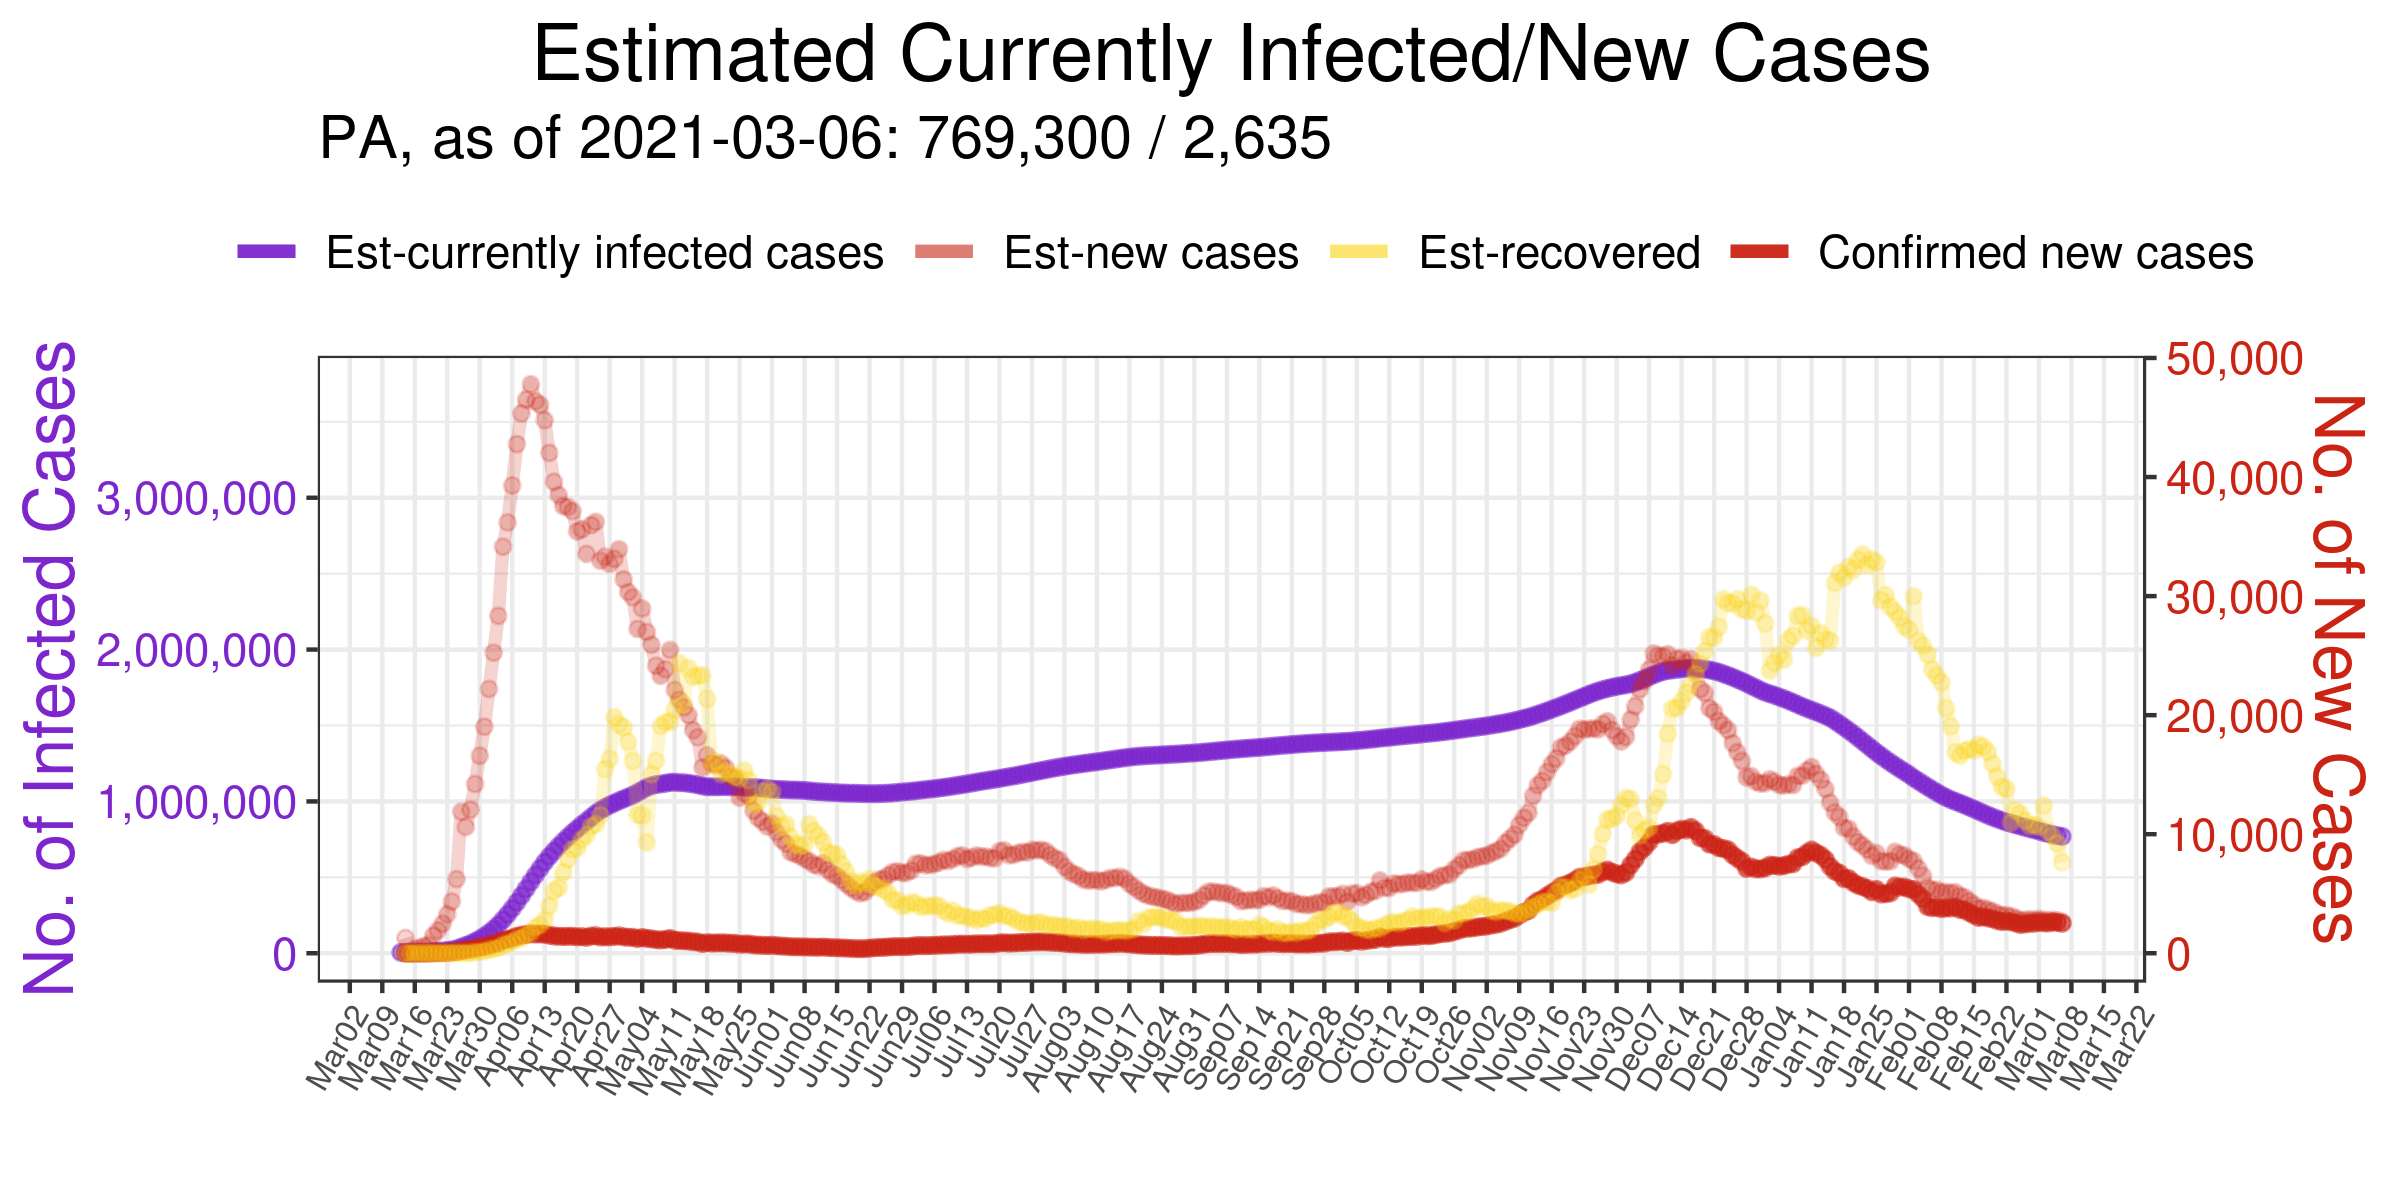 Estimated Currently Infected/New Cases
PA, as of 2021-03-06: 769,300 / 2,635
Est-currently infected cases Est-new cases Est-recovered Confirmed new cases
No. of Infected Cases
3,000,000
2,000,000
1,000,000
0
50,000
40,000
30,000
20,000
10,000
0
No. of New Cases
Mar02 Mar09 Mar16 Mar23 Mar30 Apr06 Apr13 Apr20 Apr27 May04 May11 May18 May25 Jun01 Jun08 Jun15 Jun22 Jun29 Jul06 Jul13 Jul20 Jul27 Aug03 Aug10 Aug17 Aug24 Aug31 Sep07 Sep14 Sep21 Sep28 Oct05 Oct12 Oct19 Oct26 Nov02 Nov09 Nov16 Nov23 Nov30 Dec07 Dec14 Dec21 Dec28 Jan04 Jan11 Jan18 Jan25 Feb01 Feb08 Feb15 Feb22 Mar01 Mar08 Mar15 Mar22